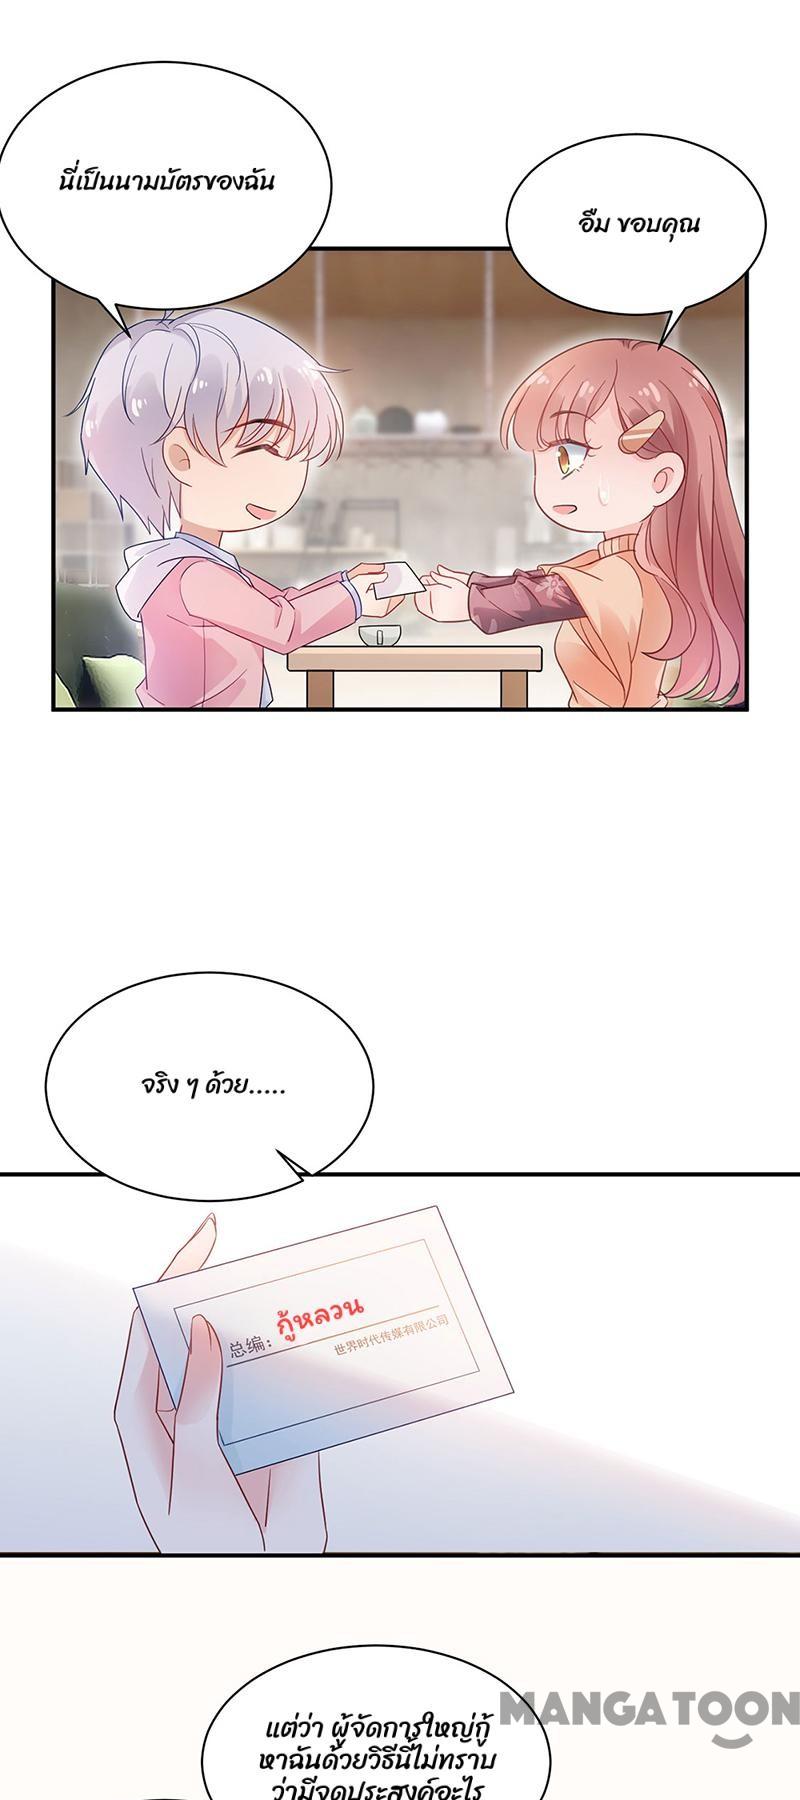 นี่เป็นนามบัตรของฉัน
อืม ขอบคุณ
จริง ๆ ด้วย.....
总编: กู้หลวน
世界时代传媒有限公司
MANGATOON
แต่ว่า ผู้จัดการใหญ่กู้
หาฉันด้วยวิธีนี้ไม่ทราบ
ว่ามีจุดประสงค์อะไร